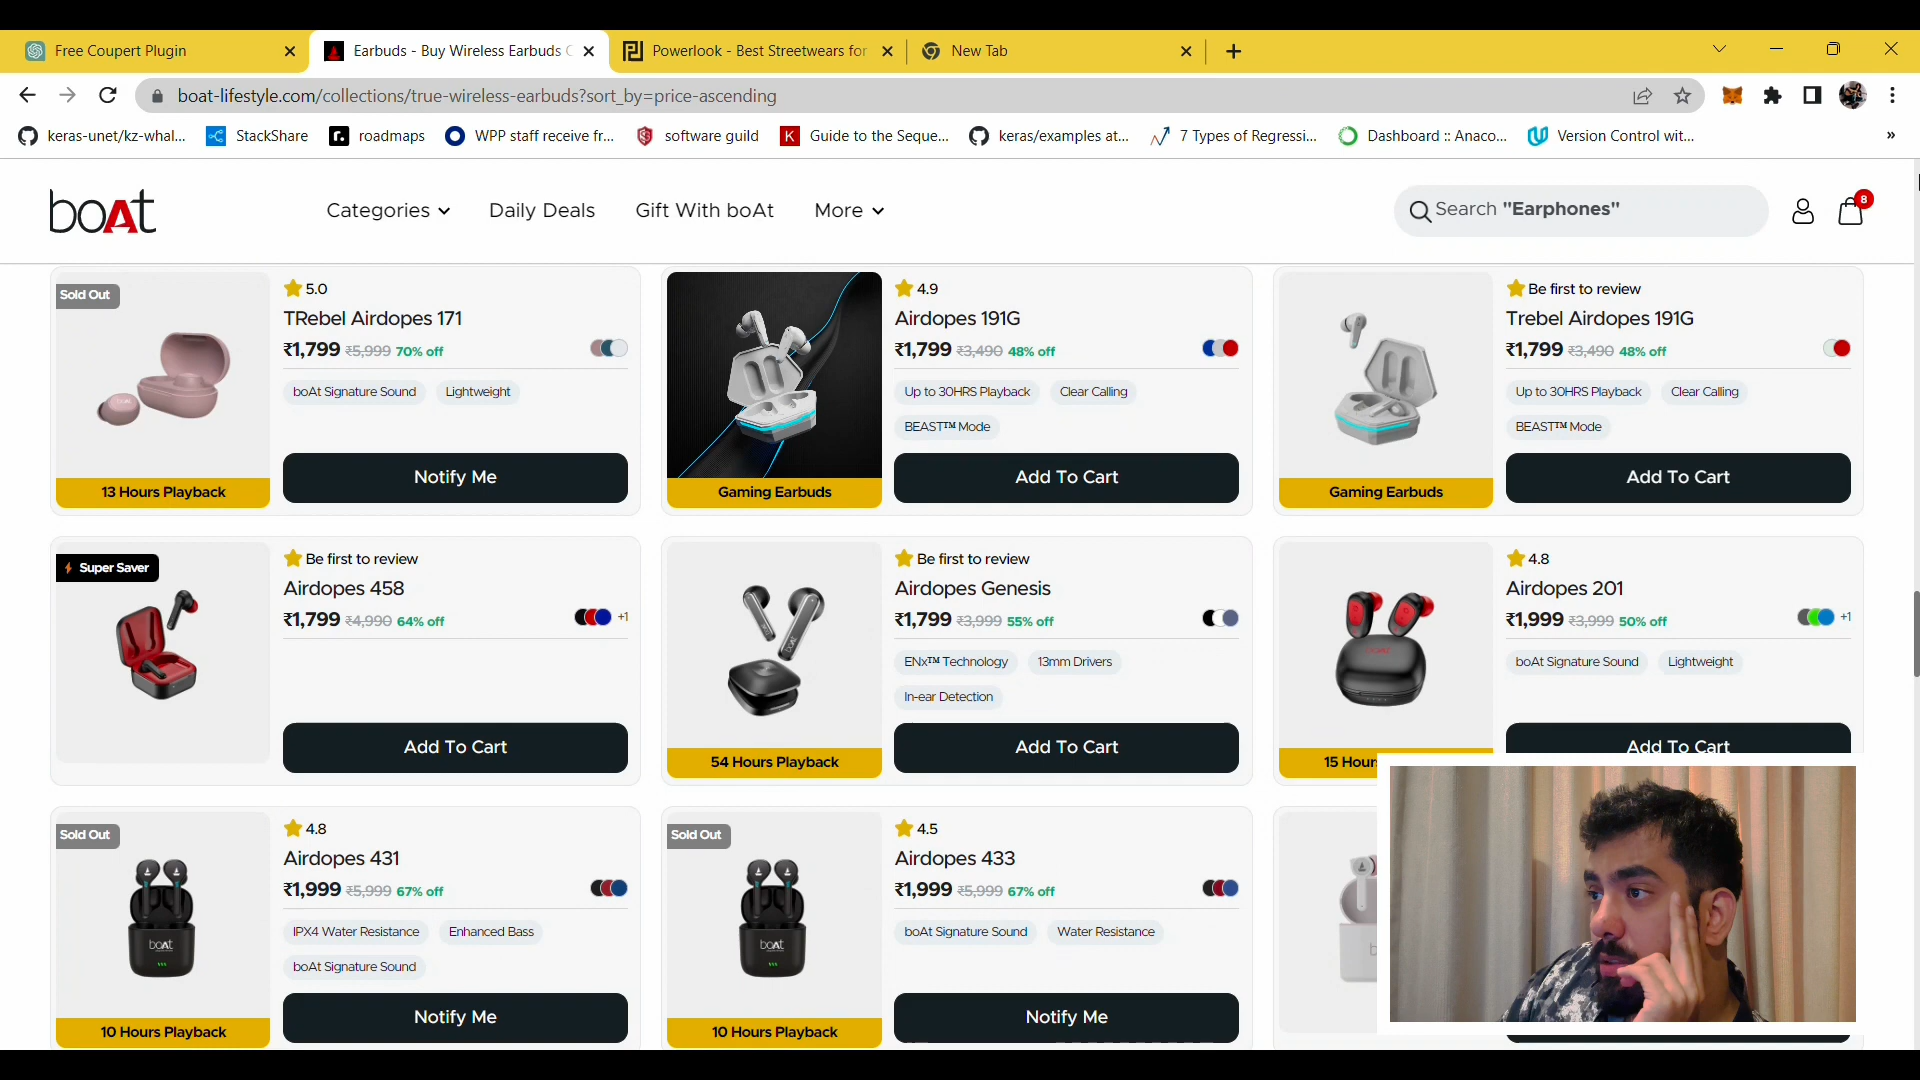 Free Coupert Plugin
Earbuds - Buy Wireless Earbuds
Powerlook - Best Streetwears for
New Tab
boat-lifestyle.com/collections/true-wireless-earbuds?sort_by=price-ascending
keras-unet/kz-whal...
StackShare
roadmaps
WPP staff receive fr...
software guild
Guide to the Seque...
keras/examples at...
7 Types of Regressi...
Dashboard :: Anaco...
Version Control wit...
»
boAt
Categories
Daily Deals
Gift With boAt
More
Search "Earphones"
8
Sold Out
5.0
TRebel Airdopes 171
₹1,799 ₹5,999 70% off
boAt Signature Sound
Lightweight
Notify Me
13 Hours Playback
4.9
Airdopes 191G
₹1,799 ₹3,490 48% off
Up to 30HRS Playback
Clear Calling
BEAST™ Mode
Add To Cart
Gaming Earbuds
Be first to review
Trebel Airdopes 191G
₹1,799 ₹3,490 48% off
Up to 30HRS Playback
Clear Calling
BEAST™ Mode
Add To Cart
Gaming Earbuds
Super Saver
Be first to review
Airdopes 458
₹1,799 ₹4,990 64% off
+1
Add To Cart
Be first to review
Airdopes Genesis
₹1,799 ₹3,999 55% off
ENx™ Technology
13mm Drivers
In-ear Detection
Add To Cart
54 Hours Playback
4.8
Airdopes 201
₹1,999 ₹3,999 50% off
+1
boAt Signature Sound
Lightweight
Add To Cart
15 Hour
Sold Out
4.8
Airdopes 431
₹1,999 ₹5,999 67% off
IPX4 Water Resistance
Enhanced Bass
boAt Signature Sound
Notify Me
10 Hours Playback
Sold Out
4.5
Airdopes 433
₹1,999 ₹5,999 67% off
boAt Signature Sound
Water Resistance
Notify Me
10 Hours Playback